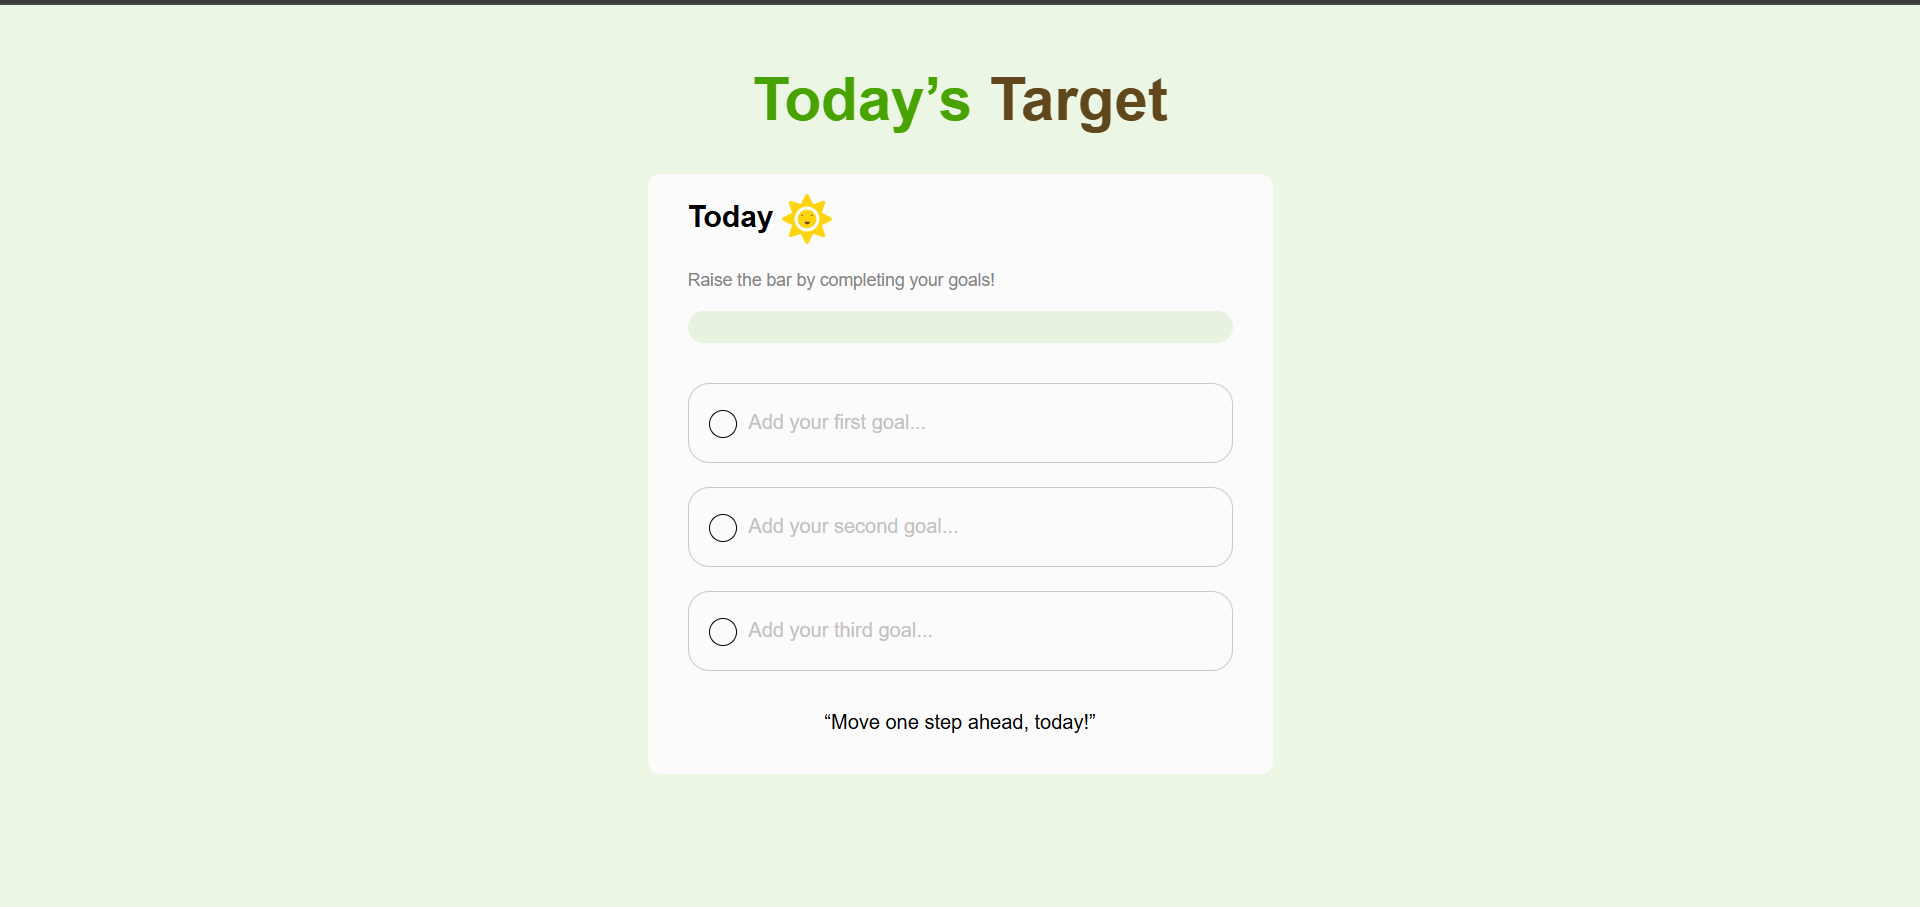 Today’s Target
Today
Raise the bar by completing your goals!
Add your first goal...
Add your second goal...
Add your third goal...
“Move one step ahead, today!”